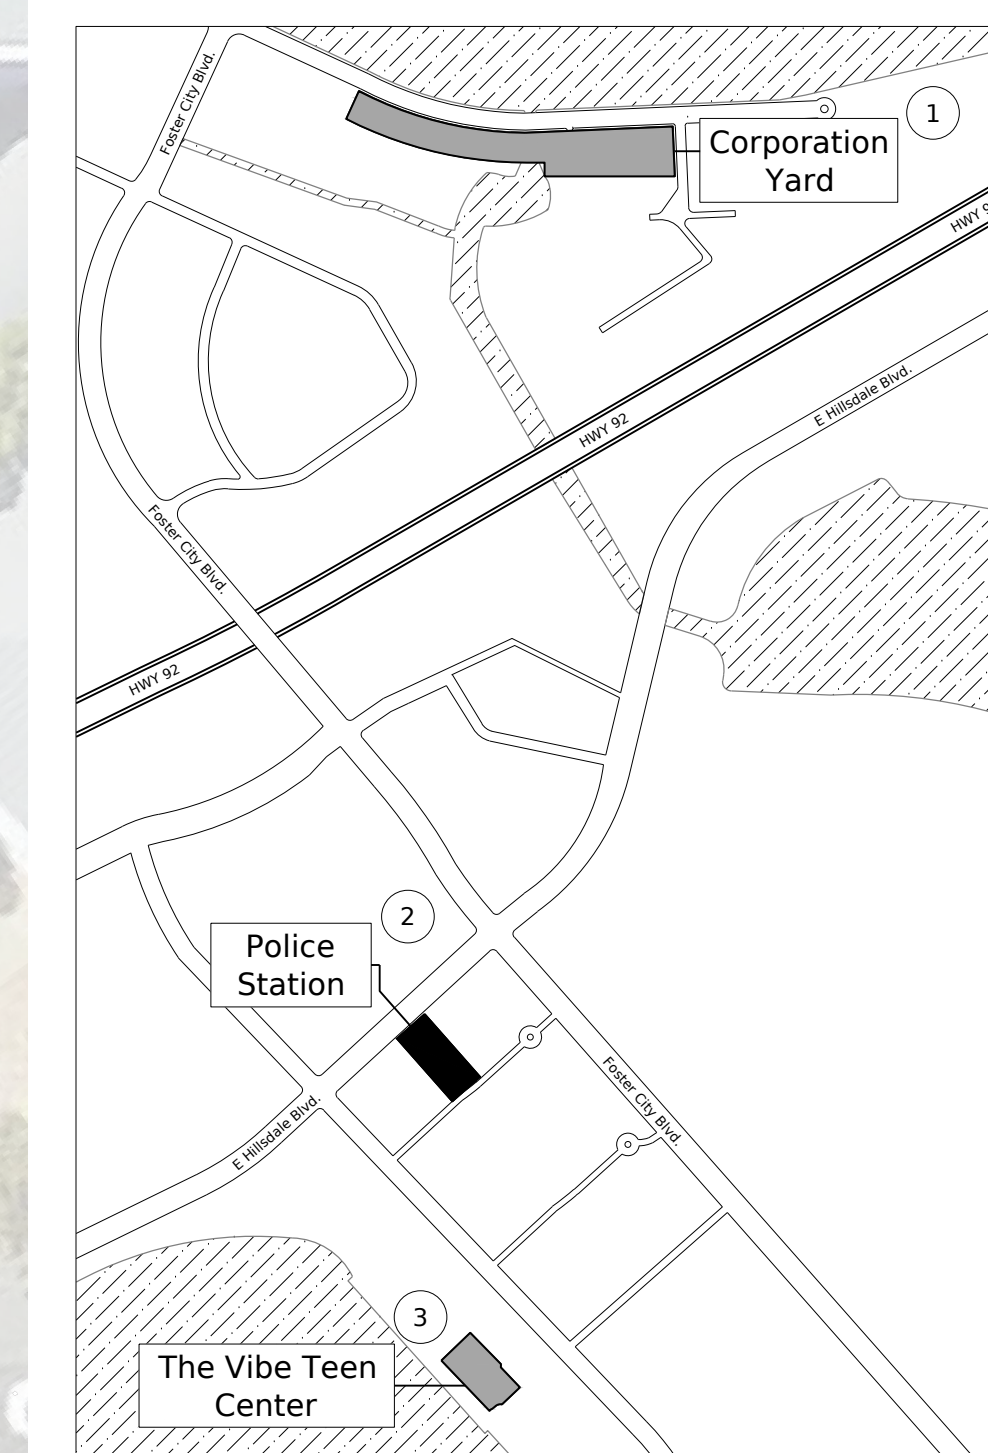 Foster City Blvd.
1
Corporation
Yard
HWY 9
HWY 92
E Hillsdale Blvd.
Foster City Blvd.
HWY 92
2
Police
Station
Foster City Blvd.
E Hillsdale Blvd.
3
The Vibe Teen
Center